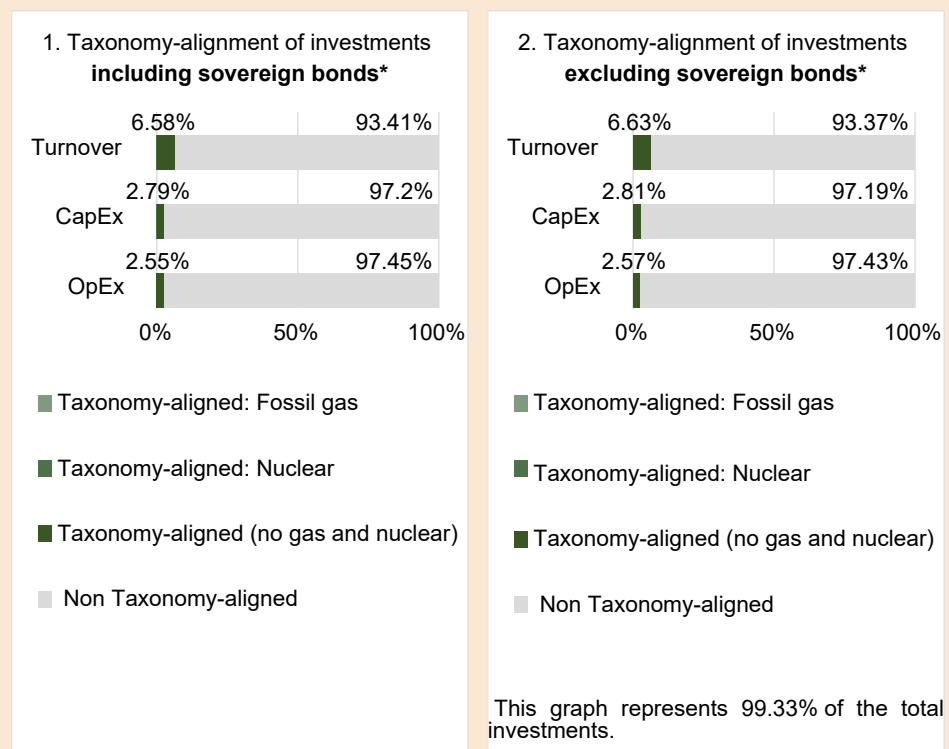 1. Taxonomy-alignment of investments
including sovereign bonds*
6.58% 93.41%
Turnover
2.79% 97.2%
CapEx
2.55% 97.45%
OpEx
0% 50% 100%
Taxonomy-aligned: Fossil gas
Taxonomy-aligned: Nuclear
Taxonomy-aligned (no gas and nuclear)
Non Taxonomy-aligned
2. Taxonomy-alignment of investments
excluding sovereign bonds*
6.63% 93.37%
Turnover
2.81% 97.19%
CapEx
2.57% 97.43%
OpEx
0% 50% 100%
Taxonomy-aligned: Fossil gas
Taxonomy-aligned: Nuclear
Taxonomy-aligned (no gas and nuclear)
Non Taxonomy-aligned
This graph represents 99.33% of the total
investments.